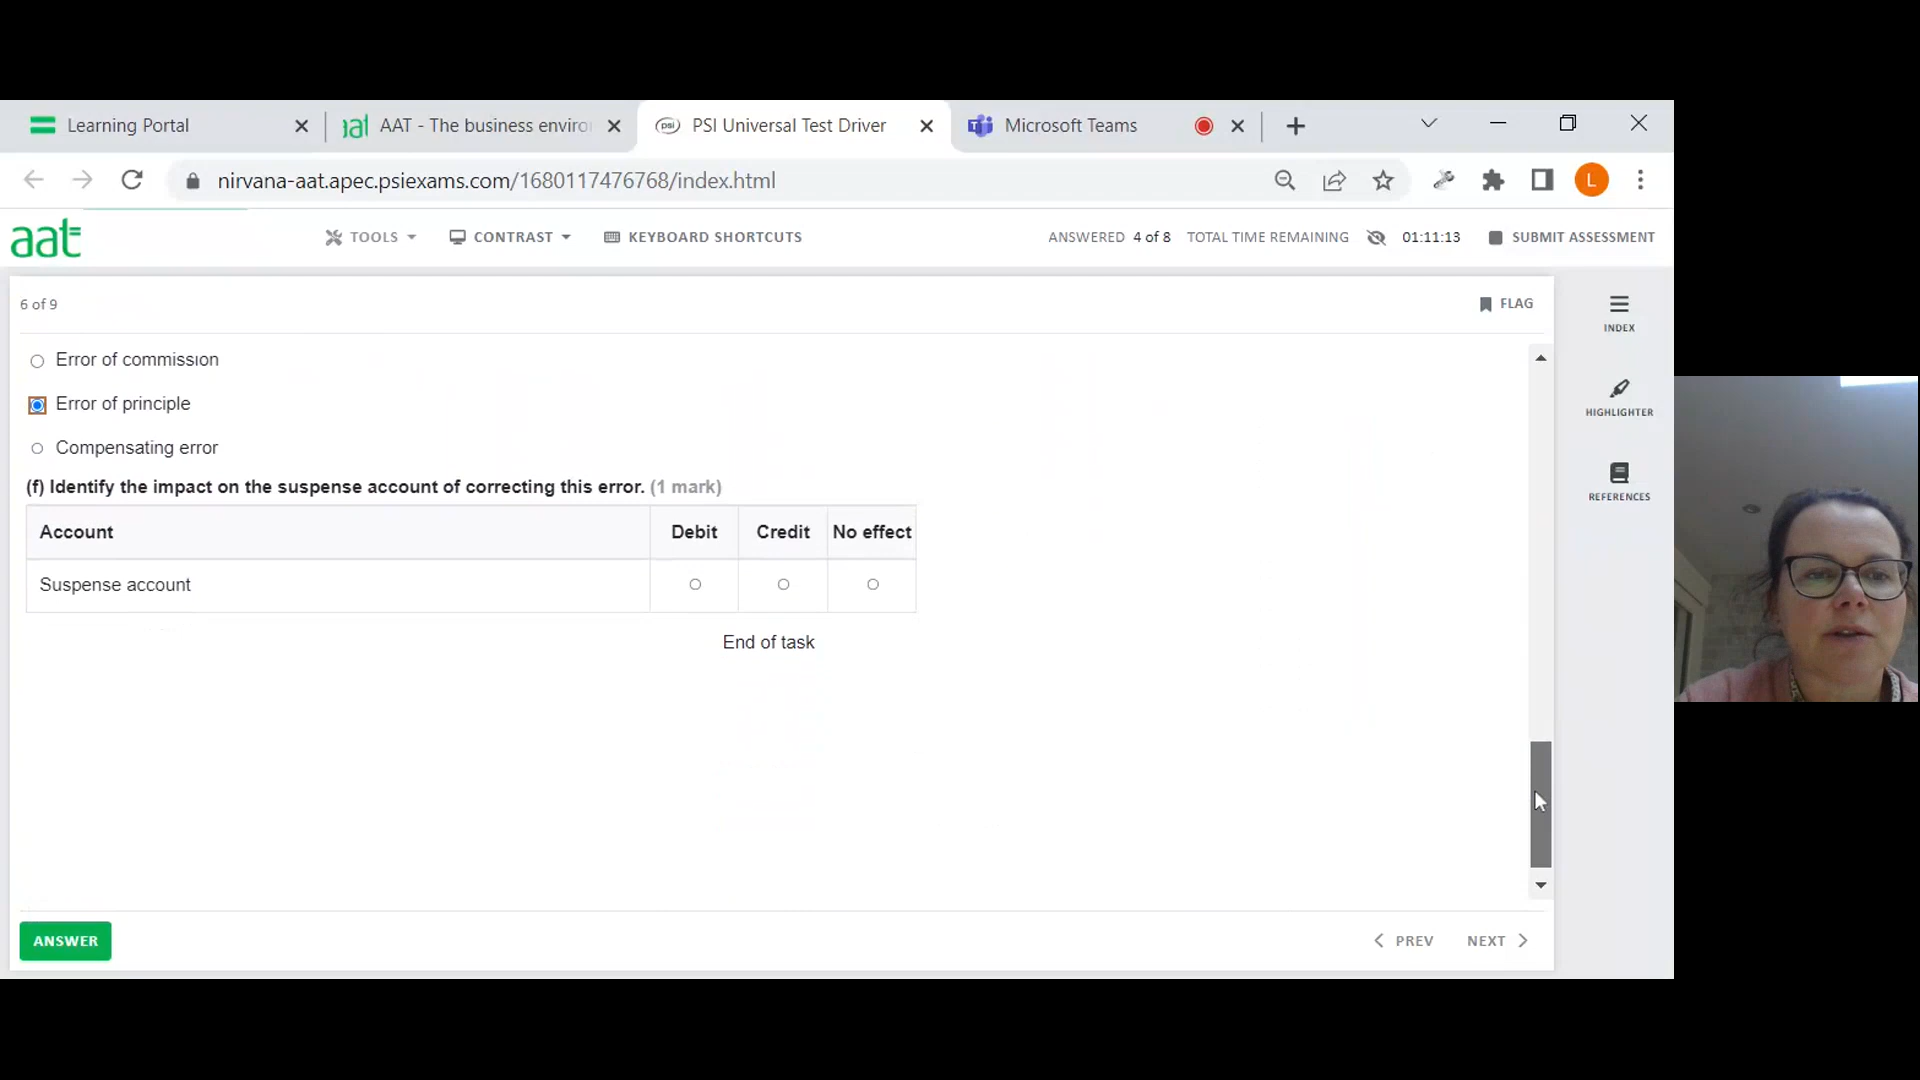 Learning Portal
aat AAT - The business enviro
psi PSI Universal Test Driver
Microsoft Teams
nirvana-aat.apec.psiexams.com/1680117476768/index.html
L
aat
TOOLS
CONTRAST
KEYBOARD SHORTCUTS
ANSWERED 4 of 8
TOTAL TIME REMAINING
01:11:13
SUBMIT ASSESSMENT
6 of 9
FLAG
INDEX
HIGHLIGHTER
REFERENCES
Error of commission
Error of principle
Compensating error
(f) Identify the impact on the suspense account of correcting this error. (1 mark)
Account Debit Credit No effect
Suspense account
End of task
ANSWER
PREV
NEXT